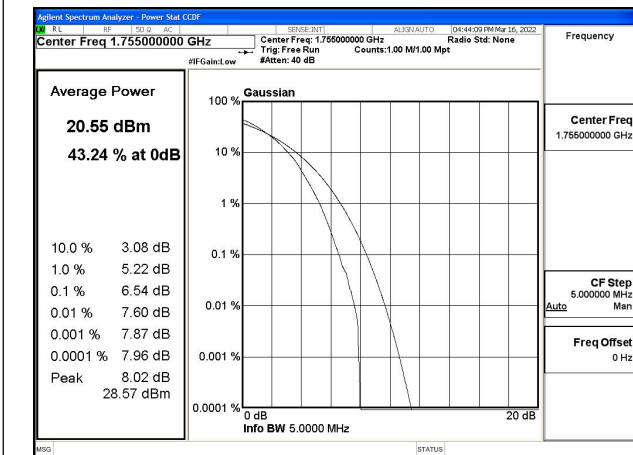 Agilent Spectrum Analyzer - Power Stat CCDF
RL RF 50 Ω AC SENSE:INT ALIGN AUTO 04:44:09 PM Mar 16, 2022
Center Freq 1.755000000 GHz
Center Freq: 1.755000000 GHz Radio Std: None
Trig: Free Run Counts:1.00 M/1.00 Mpt
#IFGain:Low #Atten: 40 dB
Frequency
Average Power
20.55 dBm
43.24 % at 0dB
10.0 % 3.08 dB
1.0 % 5.22 dB
0.1 % 6.54 dB
0.01 % 7.60 dB
0.001 % 7.87 dB
0.0001 % 7.96 dB
Peak 8.02 dB
28.57 dBm
Gaussian
100 %
10 %
1 %
0.1 %
0.01 %
0.001 %
0.0001 %
0 dB 20 dB
Info BW 5.0000 MHz
Center Freq
1.755000000 GHz
CF Step
5.000000 MHz
Auto Man
Freq Offset
0 Hz
MSG STATUS